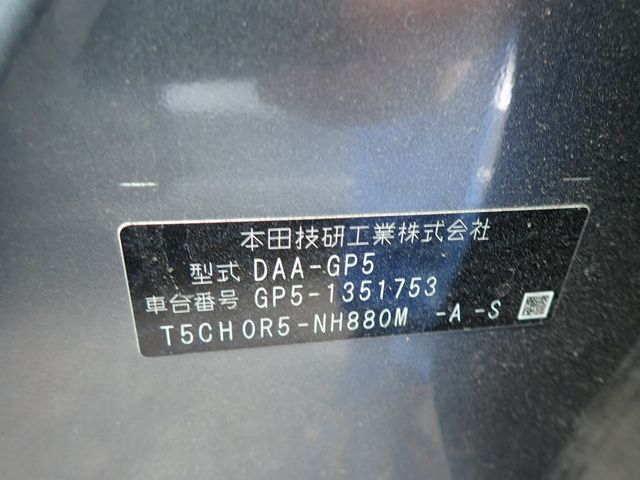 本田技研工業株式会社
型式 DAA-GP5
車台番号 GP5-1351753
T5CH0R5-NH880M -A -S